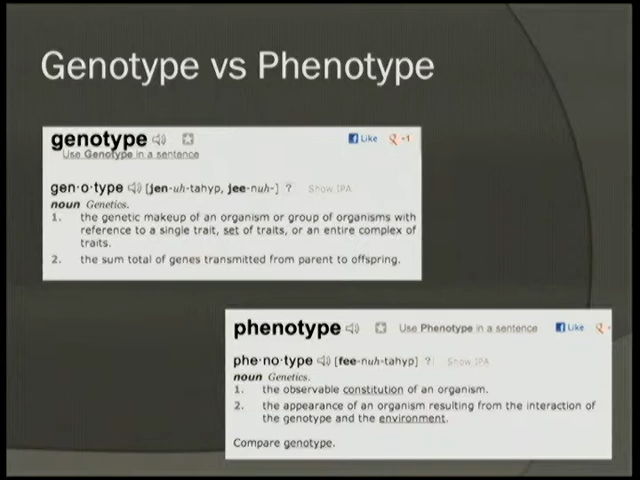 Genotype vs Phenotype
genotype
Like
+1
Use Genotype in a sentence
gen·o·type [jen-uh-tahyp, jee-nuh-] ? Show IPA
noun Genetics.
1. the genetic makeup of an organism or group of organisms with
reference to a single trait, set of traits, or an entire complex of
traits.
2. the sum total of genes transmitted from parent to offspring.
phenotype Use Phenotype in a sentence Like
phe·no·type [fee-nuh-tahyp] ? Show IPA
noun Genetics.
1. the observable constitution of an organism.
2. the appearance of an organism resulting from the interaction of
the genotype and the environment.
Compare genotype.